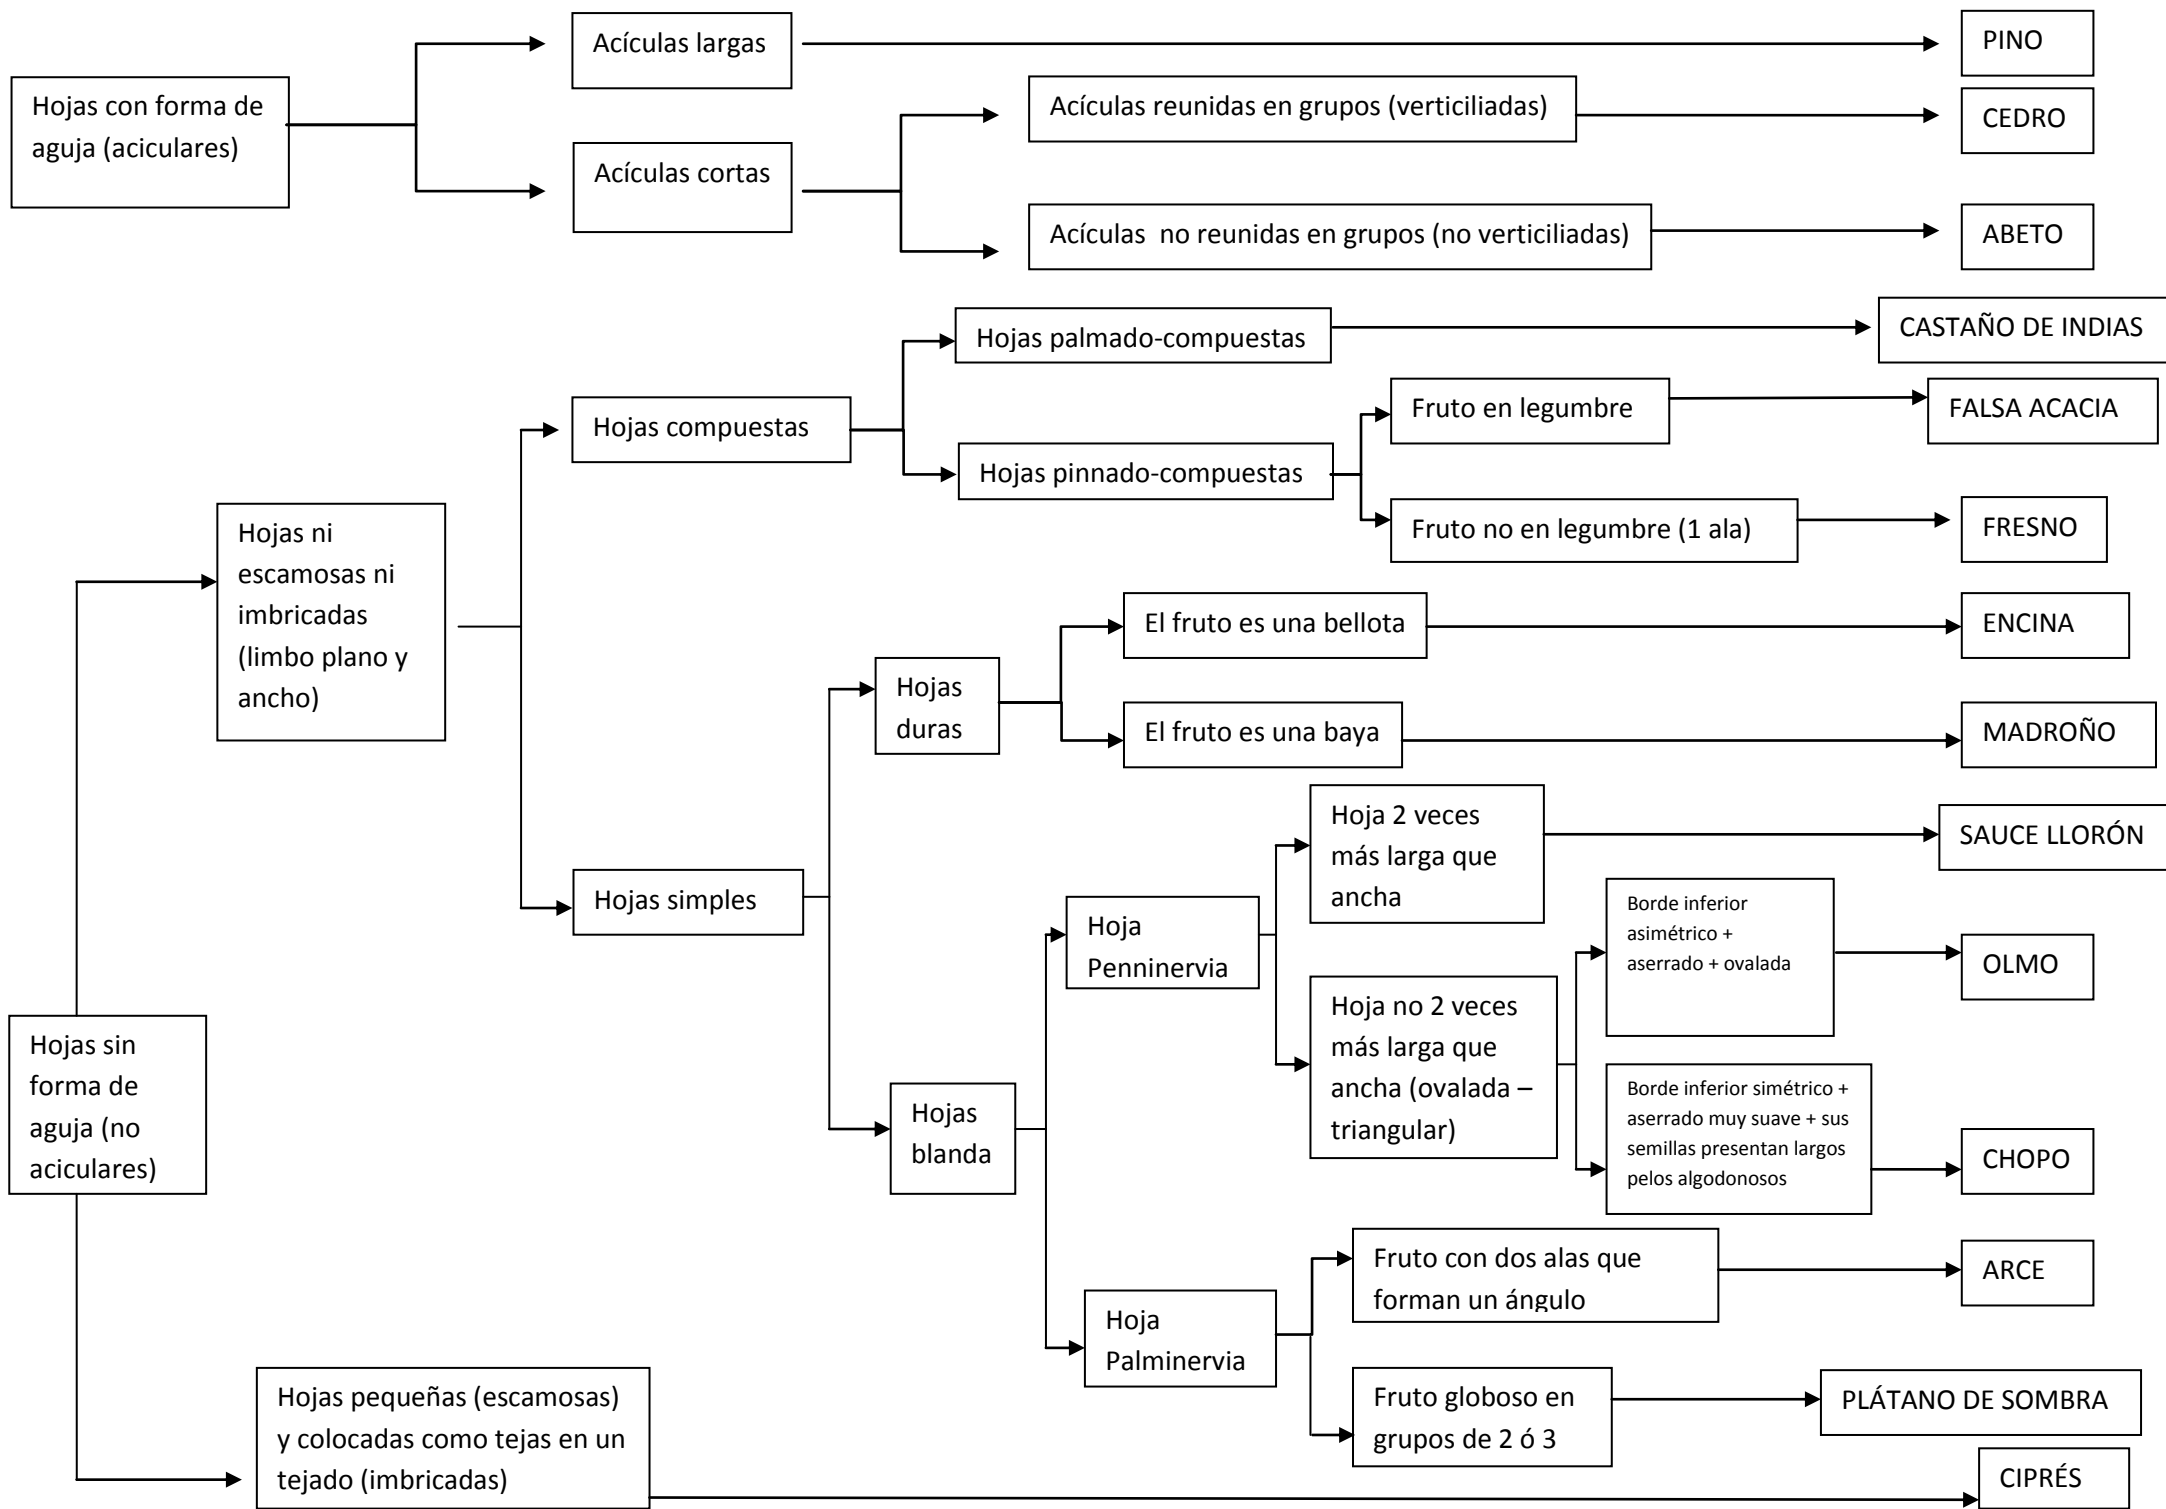 Acículas largas
PINO
Hojas con forma de
aguja (aciculares)
Acículas reunidas en grupos (verticiliadas)
CEDRO
Acículas cortas
Acículas  no reunidas en grupos (no verticiliadas)
ABETO
Hojas palmado-compuestas
CASTAÑO DE INDIAS
Hojas compuestas
Fruto en legumbre
FALSA ACACIA
Hojas pinnado-compuestas
Fruto no en legumbre (1 ala)
FRESNO
Hojas ni
escamosas ni
imbricadas
(limbo plano y
ancho)
El fruto es una bellota
ENCINA
Hojas
duras
El fruto es una baya
MADROÑO
Hoja 2 veces
más larga que
ancha
SAUCE LLORÓN
Hojas simples
Hoja
Penninervia
Borde inferior
asimétrico +
aserrado + ovalada
OLMO
Hoja no 2 veces
más larga que
ancha (ovalada –
triangular)
Hojas sin
forma de
aguja (no
aciculares)
Hojas
blanda
Borde inferior simétrico +
aserrado muy suave + sus
semillas presentan largos
pelos algodonosos
CHOPO
Fruto con dos alas que
forman un ángulo
ARCE
Hoja
Palminervia
Fruto globoso en
grupos de 2 ó 3
PLÁTANO DE SOMBRA
Hojas pequeñas (escamosas)
y colocadas como tejas en un
tejado (imbricadas)
CIPRÉS